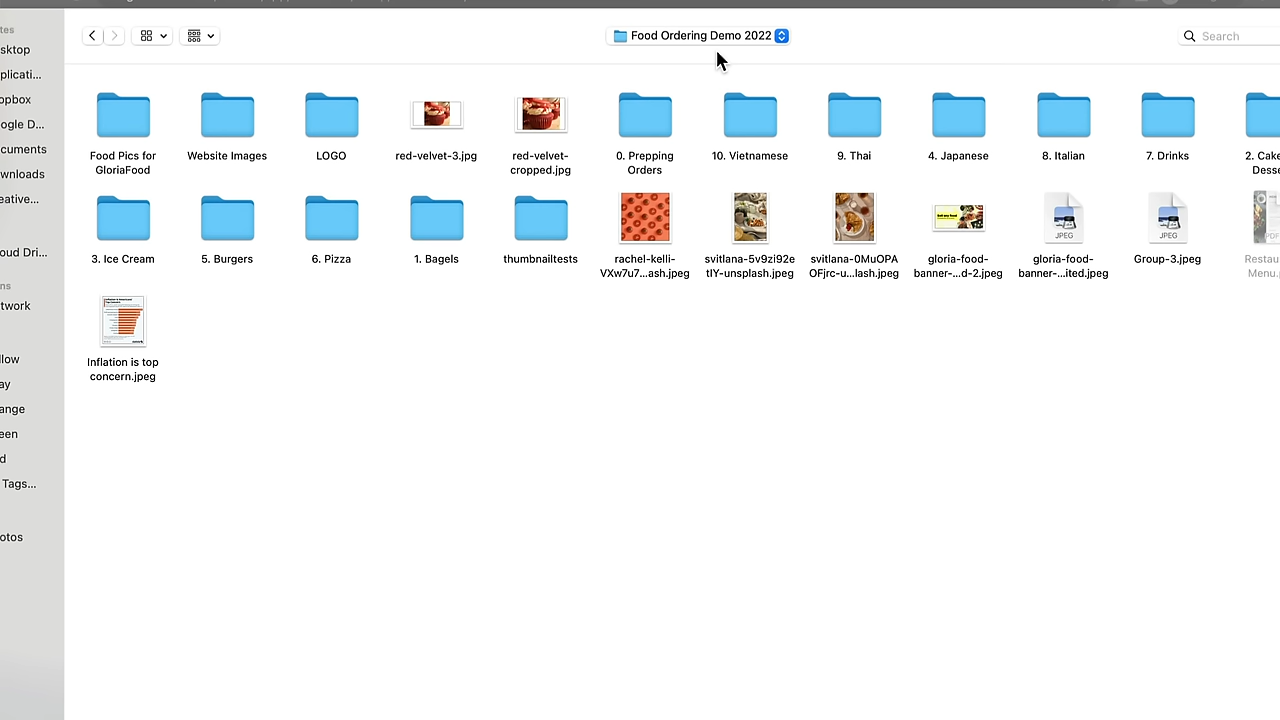 Food Ordering Demo 2022
Search
tes
sktop
plicati...
opbox
ogle D...
cuments
wnloads
eative...
oud Dri...
ns
twork
llow
ay
ange
een
d
Tags...
otos
Food Pics for
GloriaFood
Website Images
LOGO
red-velvet-3.jpg
red-velvet-
cropped.jpg
0. Prepping
Orders
10. Vietnamese
9. Thai
4. Japanese
8. Italian
7. Drinks
2. Cake
Desse
3. Ice Cream
5. Burgers
6. Pizza
1. Bagels
thumbnailtests
rachel-kelli-
VXw7u7...ash.jpeg
svitlana-5v9zi92e
tIY-unsplash.jpeg
svitlana-0MuOPA
OFjrc-u...lash.jpeg
gloria-food-
banner-...d-2.jpeg
JPEG
gloria-food-
banner-...ited.jpeg
JPEG
Group-3.jpeg
PDF
Restau
Menu.j
Inflation is top
concern.jpeg